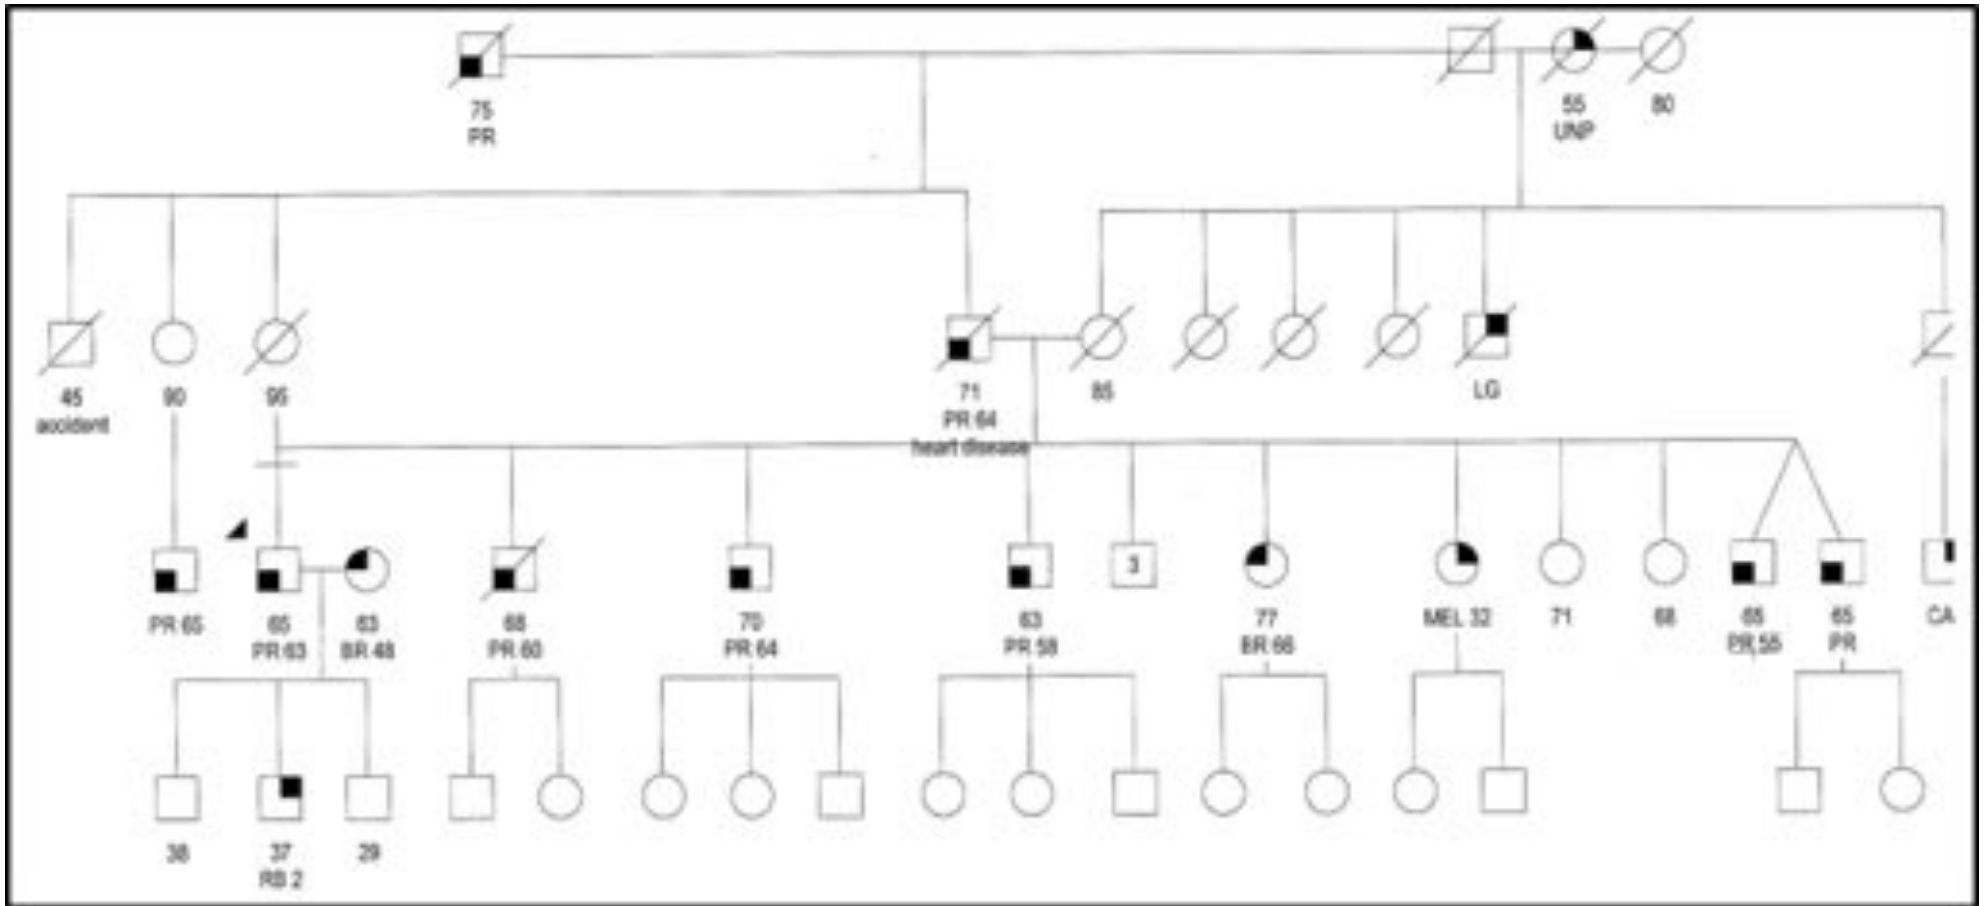 75
PR
55
UNP
80
45
accident
90
95
71
PR 64
heart disease
85
LG
PR 65
65
PR 63
63
BR 48
68
PR 60
70
PR 64
63
PR 58
3
77
BR 66
MEL 32
71
68
65
PR 55
65
PR
CA
38
37
RB 2
29